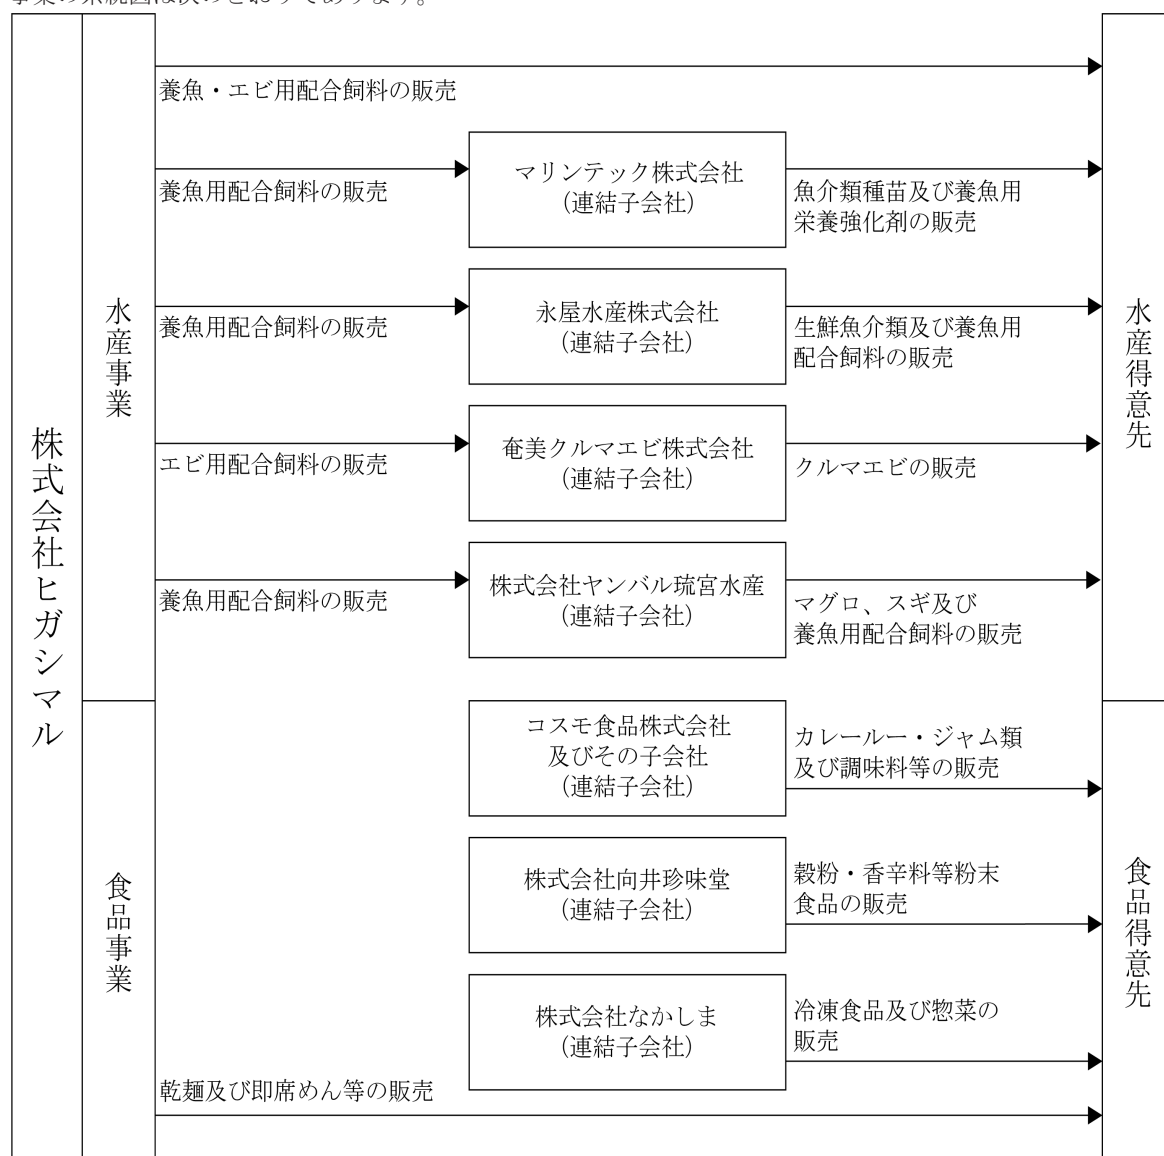 事業の系統図は次のとおりであります。
株式会社ヒガシマル
水産事業
養魚・エビ用配合飼料の販売
養魚用配合飼料の販売
マリンテック株式会社
（連結子会社）
魚介類種苗及び養魚用
栄養強化剤の販売
養魚用配合飼料の販売
永屋水産株式会社
（連結子会社）
生鮮魚介類及び養魚用
配合飼料の販売
エビ用配合飼料の販売
奄美クルマエビ株式会社
（連結子会社）
クルマエビの販売
養魚用配合飼料の販売
株式会社ヤンバル琉宮水産
（連結子会社）
マグロ、スギ及び
養魚用配合飼料の販売
水産得意先
食品事業
コスモ食品株式会社
及びその子会社
（連結子会社）
カレールー・ジャム類
及び調味料等の販売
株式会社向井珍味堂
（連結子会社）
穀粉・香辛料等粉末
食品の販売
株式会社なかしま
（連結子会社）
冷凍食品及び惣菜の
販売
乾麺及び即席めん等の販売
食品得意先